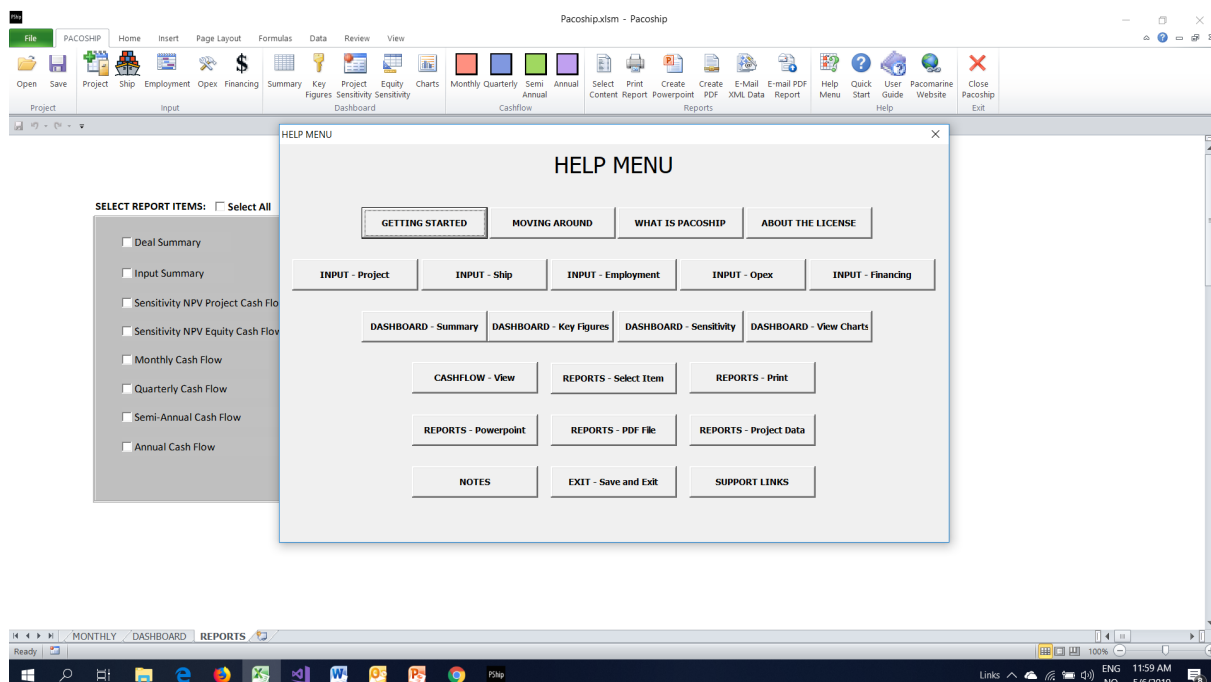 PShip
Pacoship.xlsm - Pacoship
File PACOSHIP Home Insert Page Layout Formulas Data Review View
Open Save Project Ship Employment Opex Financing Summary Key Figures Project Sensitivity Equity Sensitivity Charts Monthly Quarterly Semi Annual Annual Select Content Print Report Create Powerpoint Create PDF E-Mail XML Data E-mail PDF Report Help Menu Quick Start User Guide Pacomarine Website Close Pacoship
Project Input Dashboard Cashflow Reports Help Exit
HELP MENU
HELP MENU
SELECT REPORT ITEMS: Select All
Deal Summary
Input Summary
Sensitivity NPV Project Cash Flo
Sensitivity NPV Equity Cash Flow
Monthly Cash Flow
Quarterly Cash Flow
Semi-Annual Cash Flow
Annual Cash Flow
GETTING STARTED MOVING AROUND WHAT IS PACOSHIP ABOUT THE LICENSE
INPUT - Project INPUT - Ship INPUT - Employment INPUT - Opex INPUT - Financing
DASHBOARD - Summary DASHBOARD - Key Figures DASHBOARD - Sensitivity DASHBOARD - View Charts
CASHFLOW - View REPORTS - Select Item REPORTS - Print
REPORTS - Powerpoint REPORTS - PDF File REPORTS - Project Data
NOTES EXIT - Save and Exit SUPPORT LINKS
MONTHLY DASHBOARD REPORTS
Ready 100%
PShip Links ENG 11:59 AM